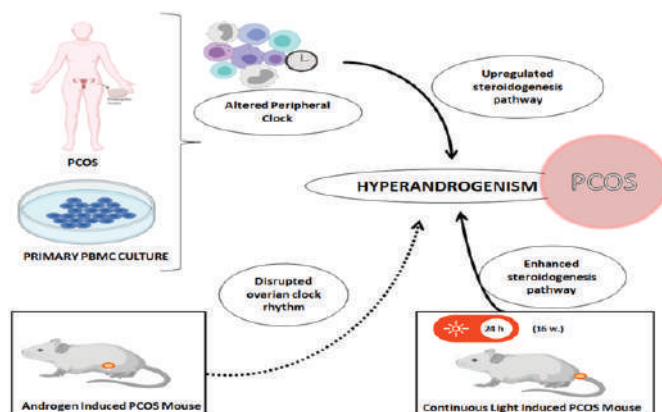 PCOS
PRIMARY PBMC CULTURE
Altered Peripheral
Clock
Upregulated
steroidogenesis
pathway
HYPERANDROGENISM
PCOS
Disrupted
ovarian clock
rhythm
Enhanced
steroidogenesis
pathway
Androgen Induced PCOS Mouse
24 h
(16 w.)
Continuous Light Induced PCOS Mouse